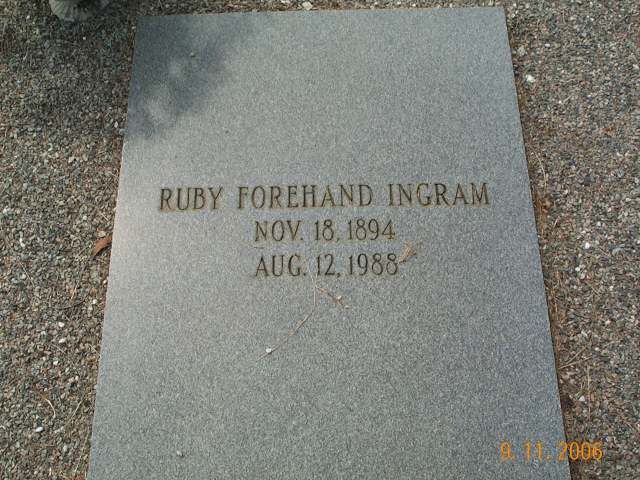 RUBY FOREHAND INGRAM
NOV. 18, 1894
AUG. 12, 1988
9.11.2006